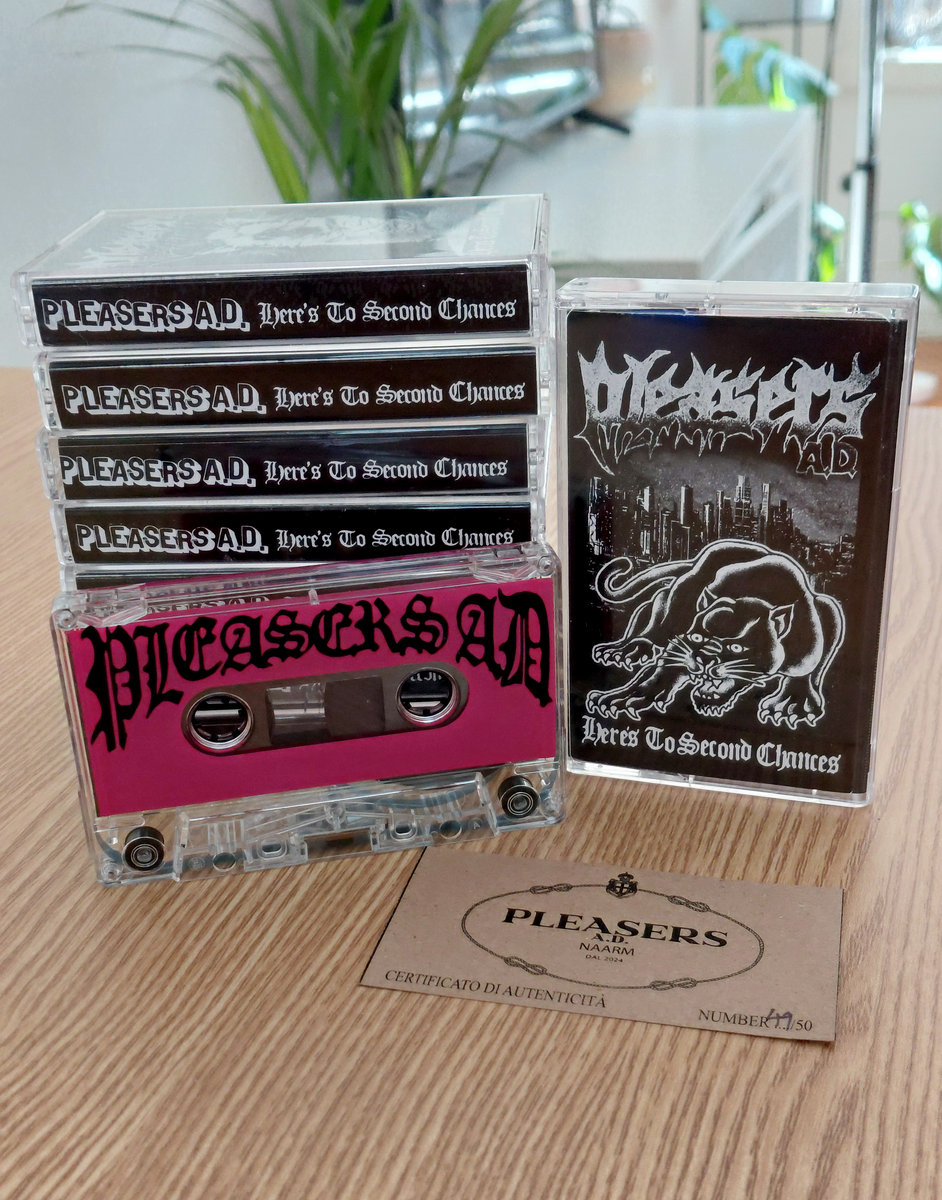 PLEASERS A.D. Here's To Second Chances
PLEASERS A.D. Here's To Second Chances
PLEASERS A.D. Here's To Second Chances
PLEASERS A.D. Here's To Second Chances
PLEASERS A.D.
PLEASERS AD
Pleasers
A.D
Here's To Second Chances
PLEASERS
A.D.
NAARM
DAL 2024
CERTIFICATO DI AUTENTICITÀ
NUMBER 49/50